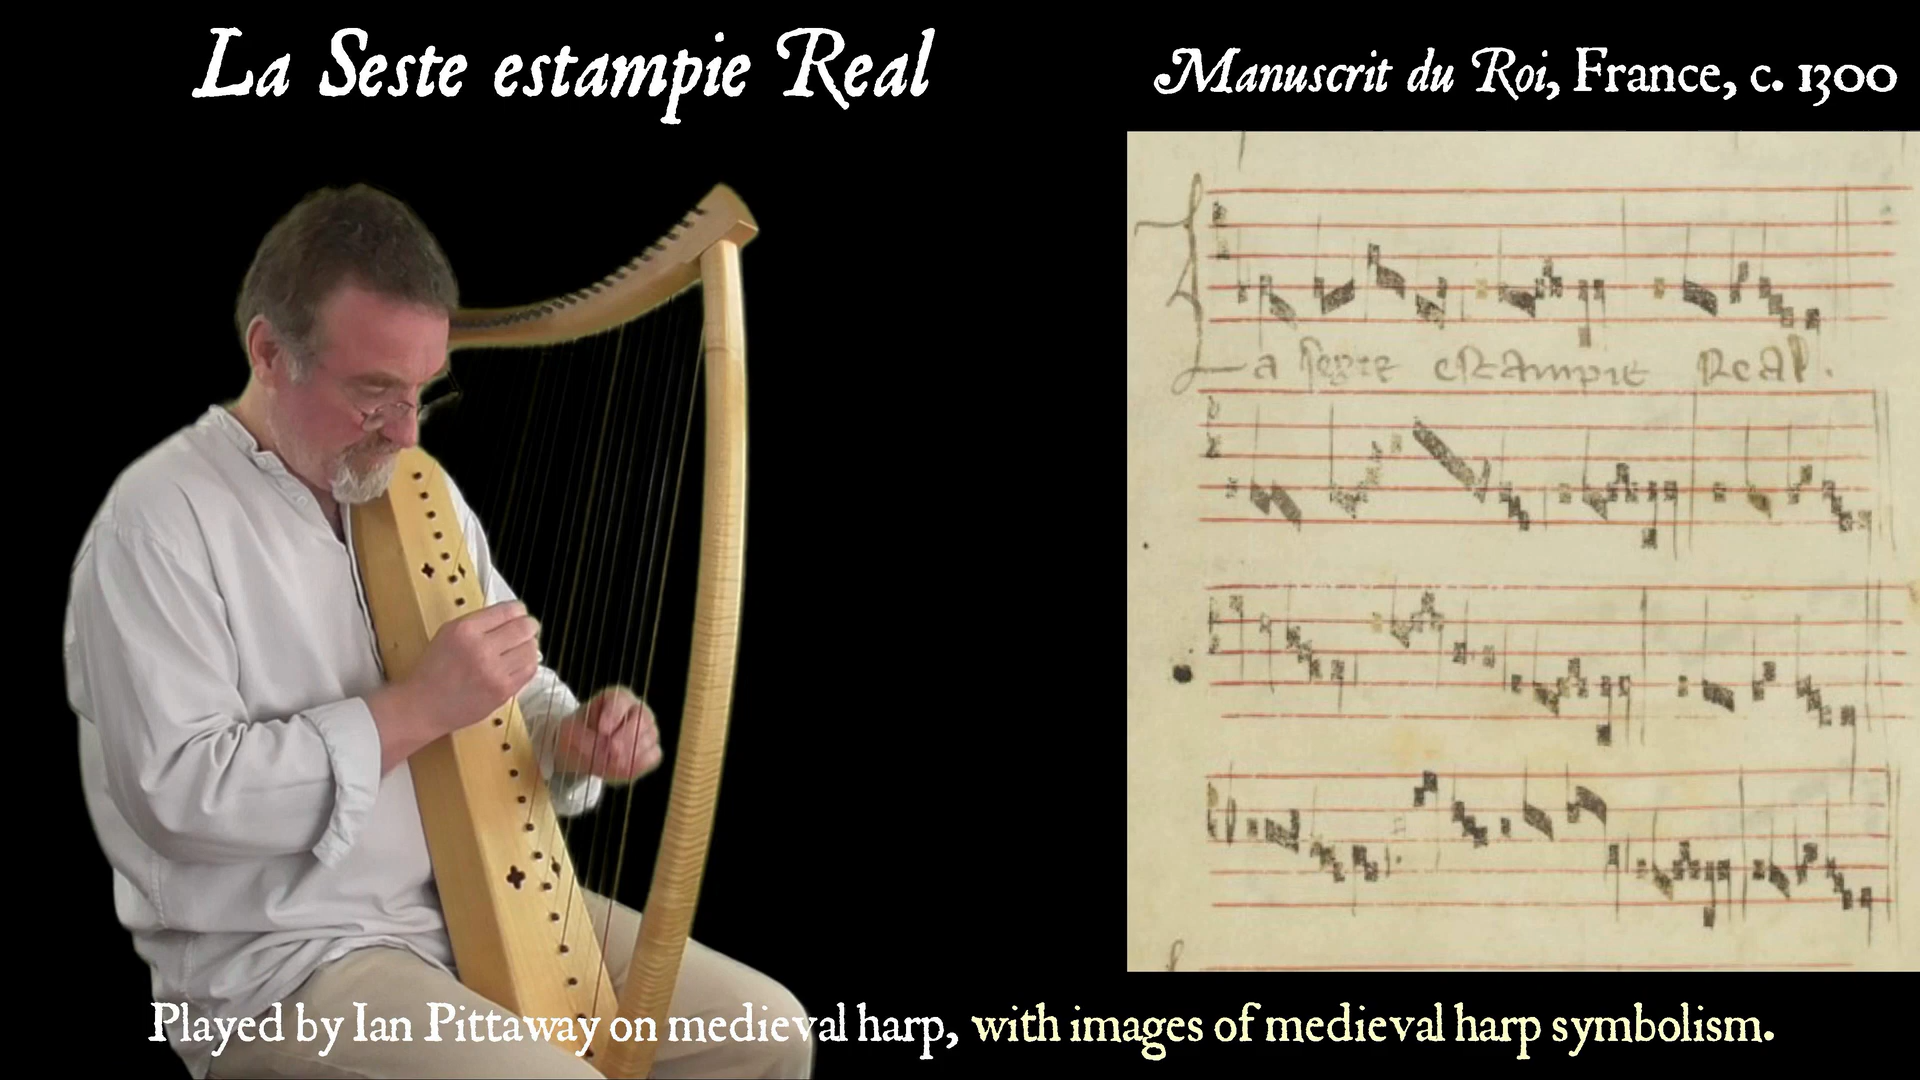 La Seste estampie Real
Manuscrit du Roi, France, c. 1300
La seste estampie Real.
Played by Ian Pittaway on medieval harp, with images of medieval harp symbolism.